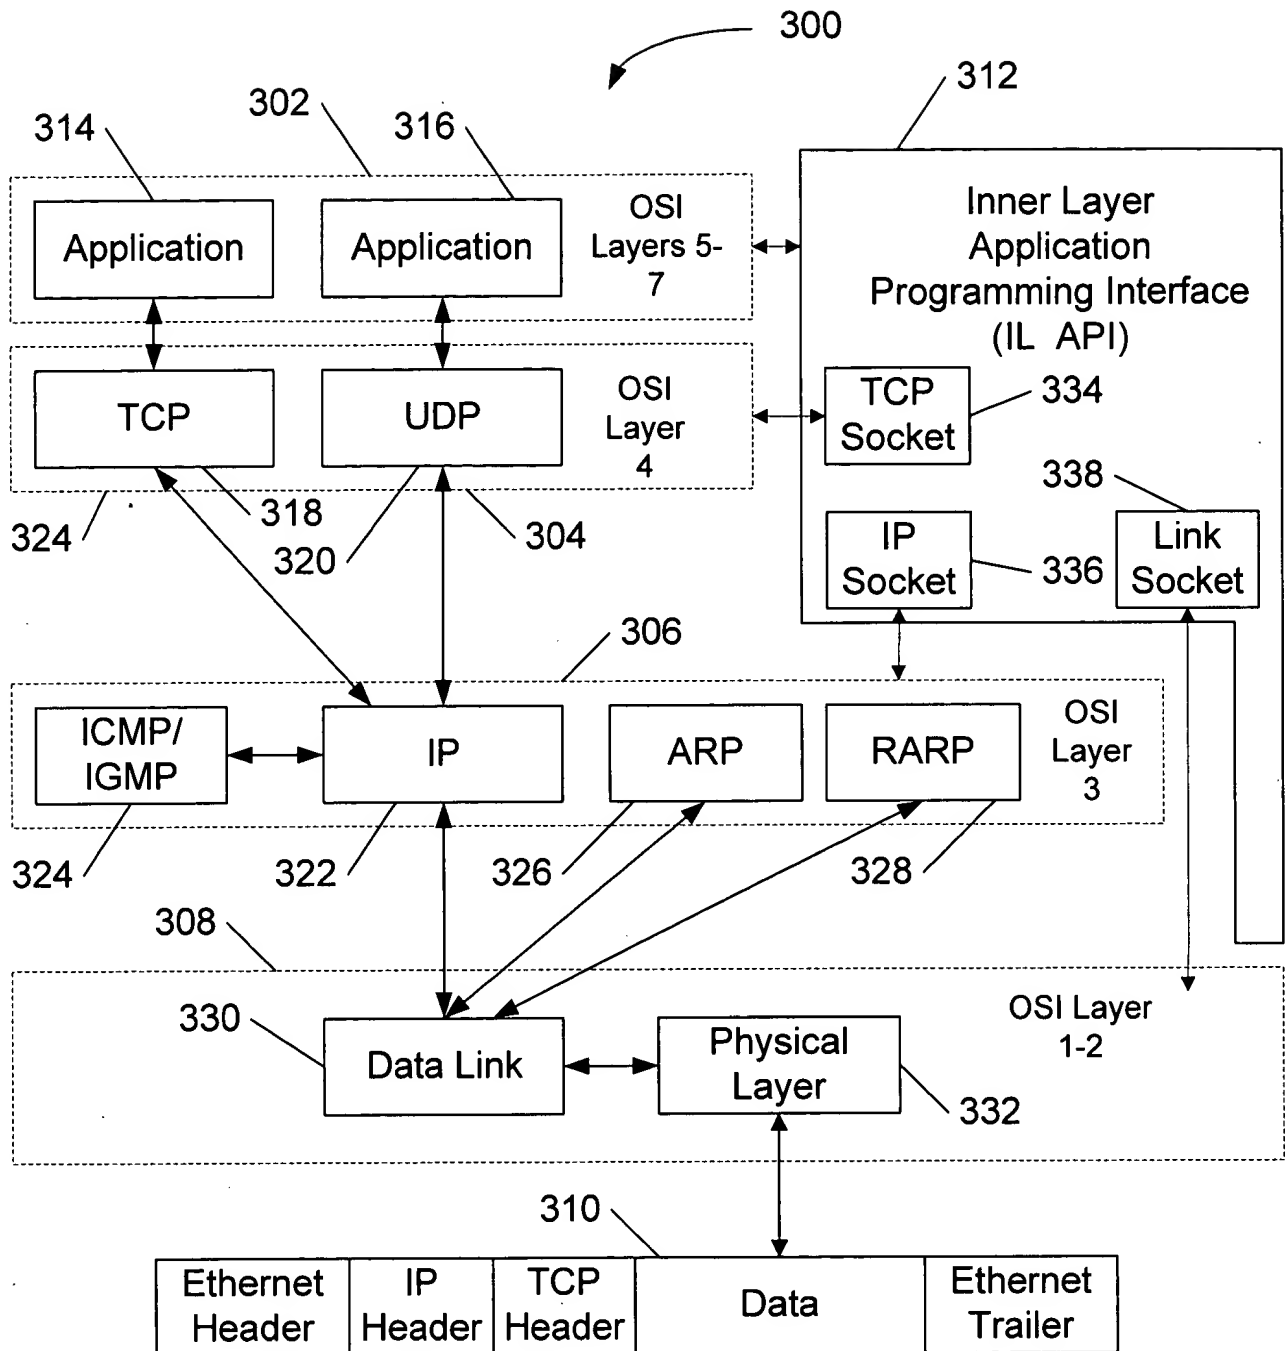 300
312
302
314
316
Application
Application
OSI
Layers 5-
7
Inner Layer
Application
Programming Interface
(IL API)
TCP
UDP
OSI
Layer
4
TCP
Socket
334
338
324
318
320
304
IP
Socket
336
Link
Socket
306
ICMP/
IGMP
IP
ARP
RARP
OSI
Layer
3
324
322
326
328
308
330
Data Link
Physical
Layer
OSI Layer
1-2
332
310
Ethernet
Header
IP
Header
TCP
Header
Data
Ethernet
Trailer